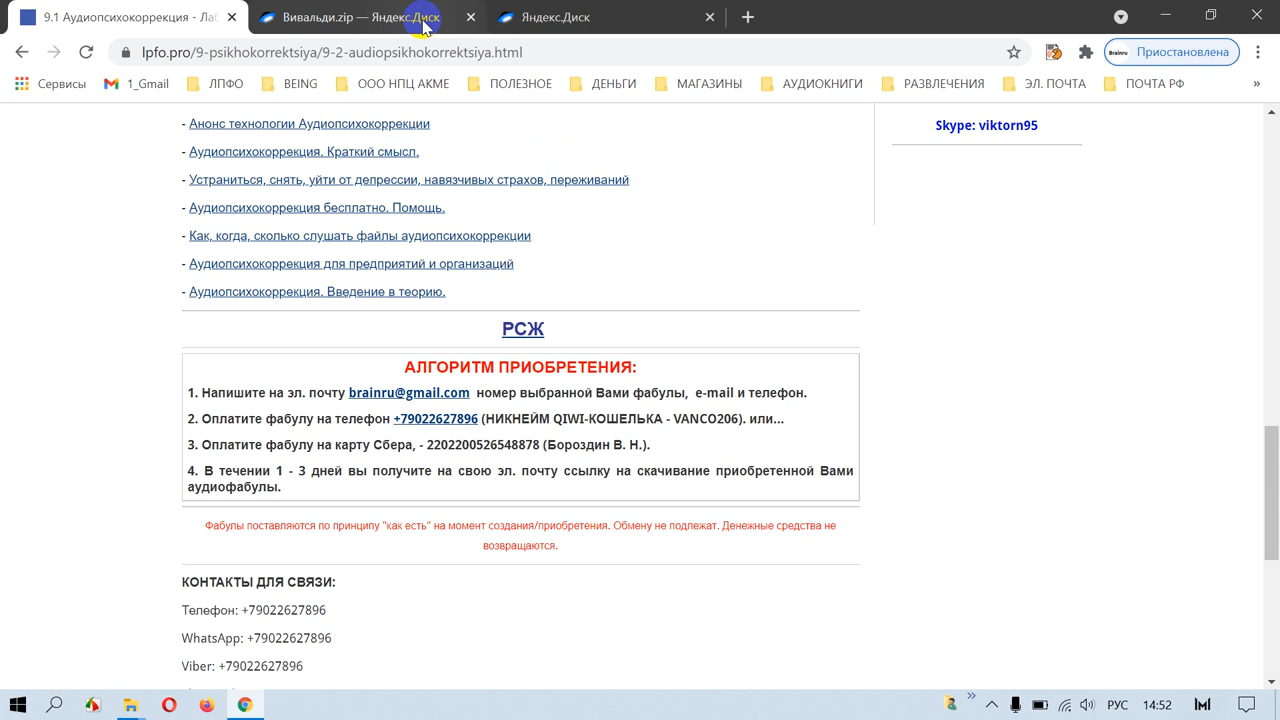 9.1 Аудиопсихокоррекция - Лаб
Вивальди.zip — Яндекс.Диск
Яндекс.Диск
lpfo.pro/9-psikhokorrektsiya/9-2-audiopsikhokorrektsiya.html
Brainru
Приостановлена
Сервисы
1_Gmail
ЛПФО
BEING
ООО НПЦ АКМЕ
ПОЛЕЗНОЕ
ДЕНЬГИ
МАГАЗИНЫ
АУДИОКНИГИ
РАЗВЛЕЧЕНИЯ
ЭЛ. ПОЧТА
ПОЧТА РФ
»
- Анонс технологии Аудиопсихокоррекции
Skype: viktorn95
- Аудиопсихокоррекция. Краткий смысл.
- Устраниться, снять, уйти от депрессии, навязчивых страхов, переживаний
- Аудиопсихокоррекция бесплатно. Помощь.
- Как, когда, сколько слушать файлы аудиопсихокоррекции
- Аудиопсихокоррекция для предприятий и организаций
- Аудиопсихокоррекция. Введение в теорию.
РСЖ
АЛГОРИТМ ПРИОБРЕТЕНИЯ:
1. Напишите на эл. почту brainru@gmail.com номер выбранной Вами фабулы, e-mail и телефон.
2. Оплатите фабулу на телефон +79022627896 (НИКНЕЙМ QIWI-КОШЕЛЬКА - VANCO206). или...
3. Оплатите фабулу на карту Сбера, - 2202200526548878 (Бороздин В. Н.).
4. В течении 1 - 3 дней вы получите на свою эл. почту ссылку на скачивание приобретенной Вами
аудиофабулы.
Фабулы поставляются по принципу "как есть" на момент создания/приобретения. Обмену не подлежат. Денежные средства не
возвращаются.
КОНТАКТЫ ДЛЯ СВЯЗИ:
Телефон: +79022627896
WhatsApp: +79022627896
Viber: +79022627896
»
РУС
14:52